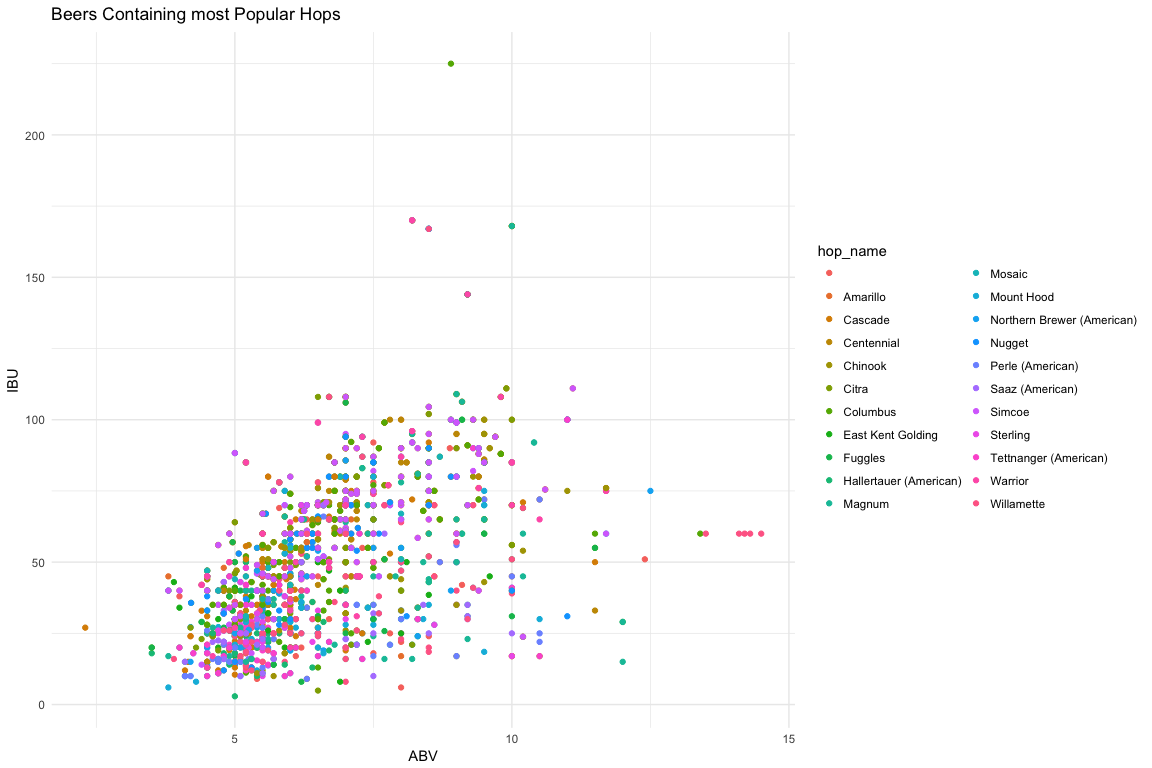 Beers Containing most Popular Hops
200
150
100
50
0
5
10
15
IBU
ABV
hop_name
Amarillo
Cascade
Centennial
Chinook
Citra
Columbus
East Kent Golding
Fuggles
Hallertauer (American)
Magnum
Mosaic
Mount Hood
Northern Brewer (American)
Nugget
Perle (American)
Saaz (American)
Simcoe
Sterling
Tettnanger (American)
Warrior
Willamette